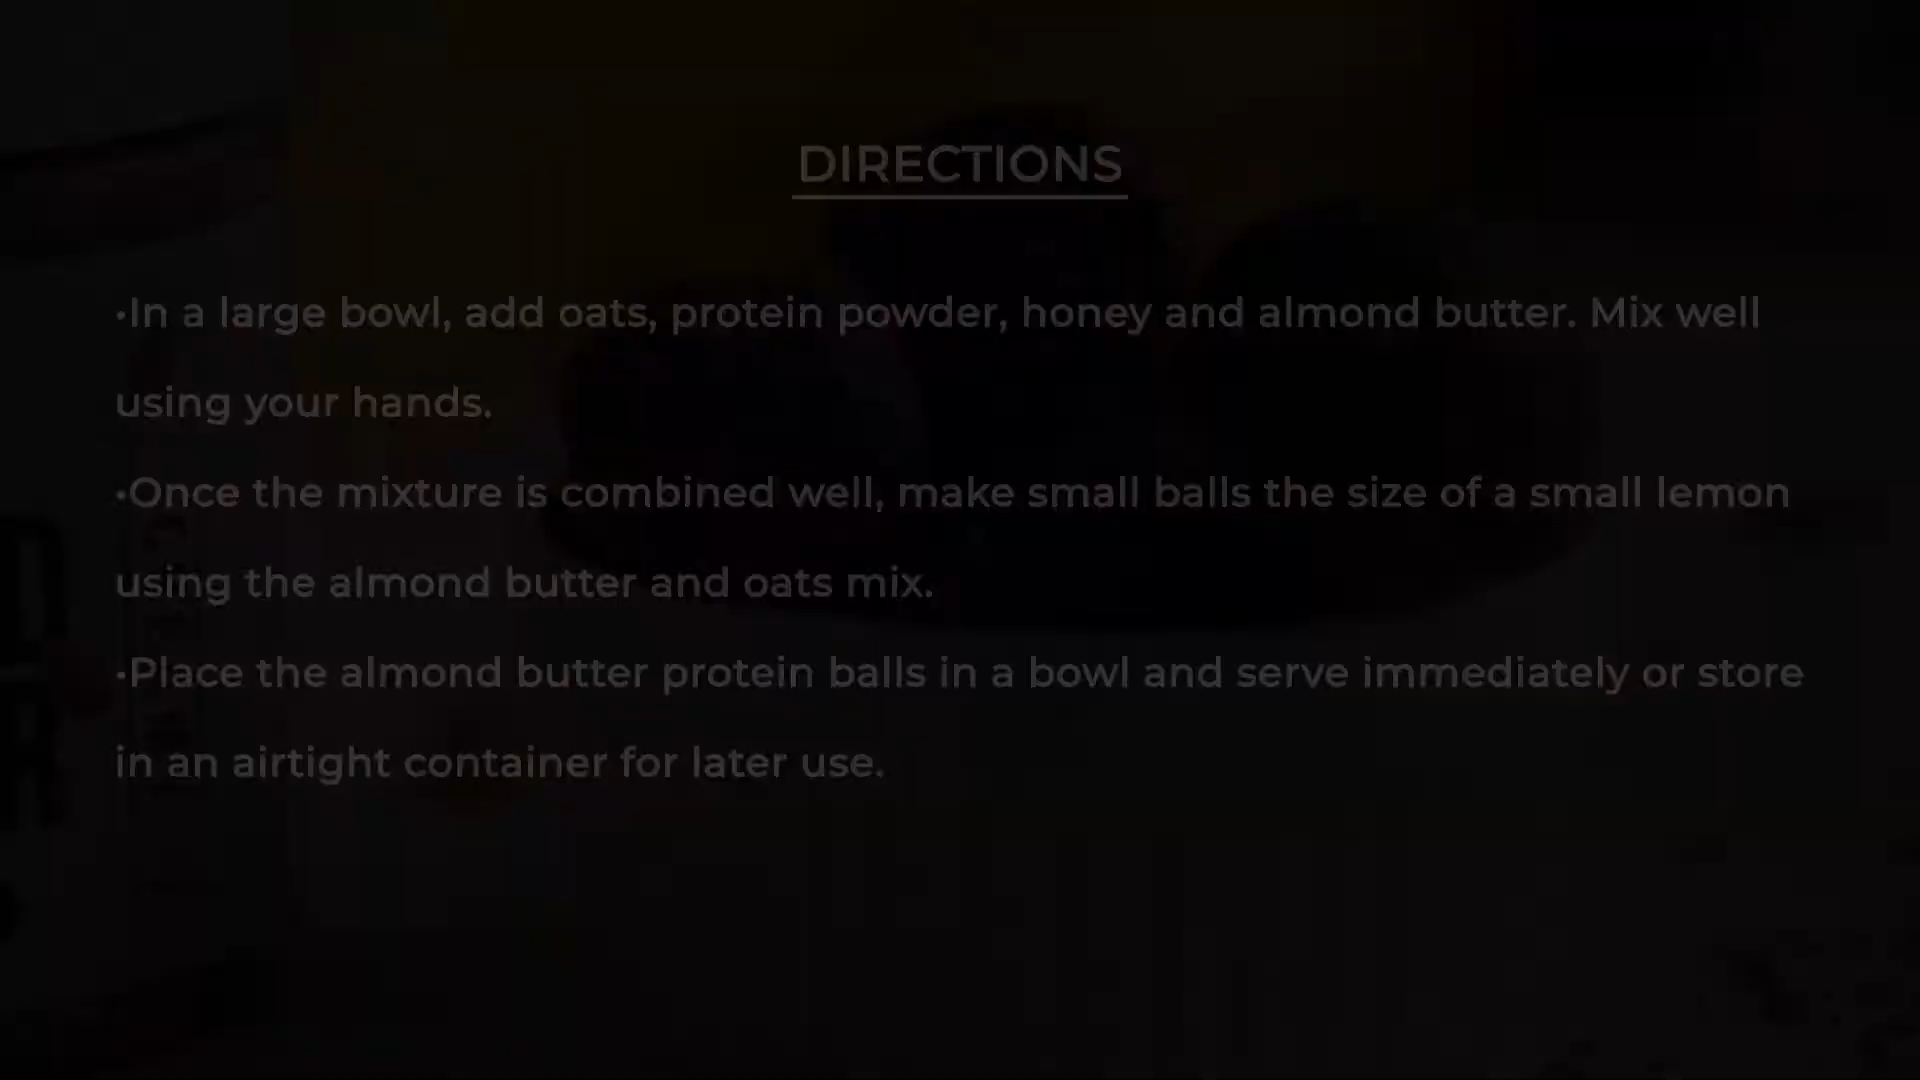 DIRECTIONS
•In a large bowl, add oats, protein powder, honey and almond butter. Mix well
using your hands.
•Once the mixture is combined well, make small balls the size of a small lemon
using the almond butter and oats mix.
•Place the almond butter protein balls in a bowl and serve immediately or store
in an airtight container for later use.